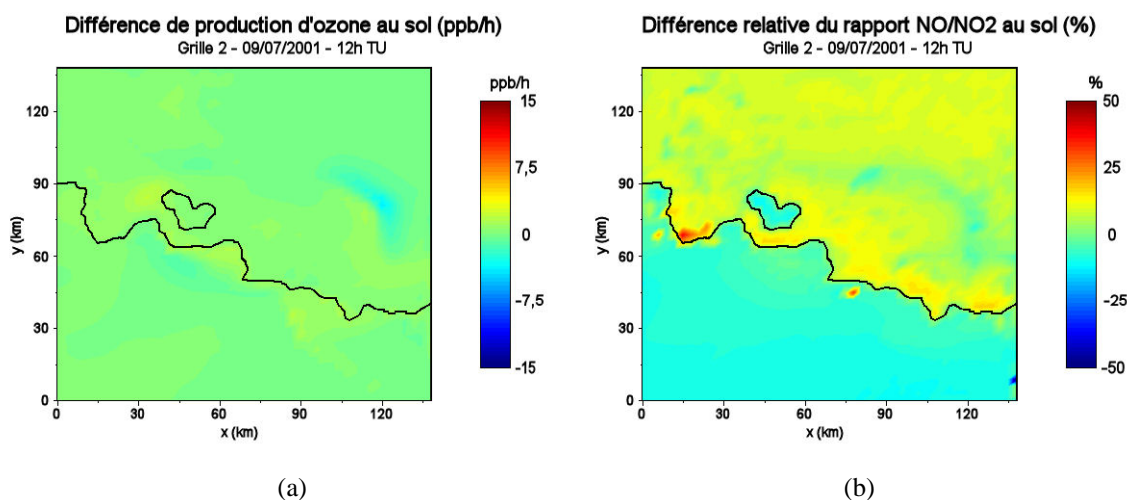 Différence de production d'ozone au sol (ppb/h)
Grille 2 - 09/07/2001 - 12h TU
ppb/h
15
7,5
0
-7,5
-15
120
90
60
30
0
y (km)
0 30 60 90 120
x (km)
(a)
Différence relative du rapport NO/NO2 au sol (%)
Grille 2 - 09/07/2001 - 12h TU
%
50
25
0
-25
-50
120
90
60
30
0
y (km)
0 30 60 90 120
x (km)
(b)